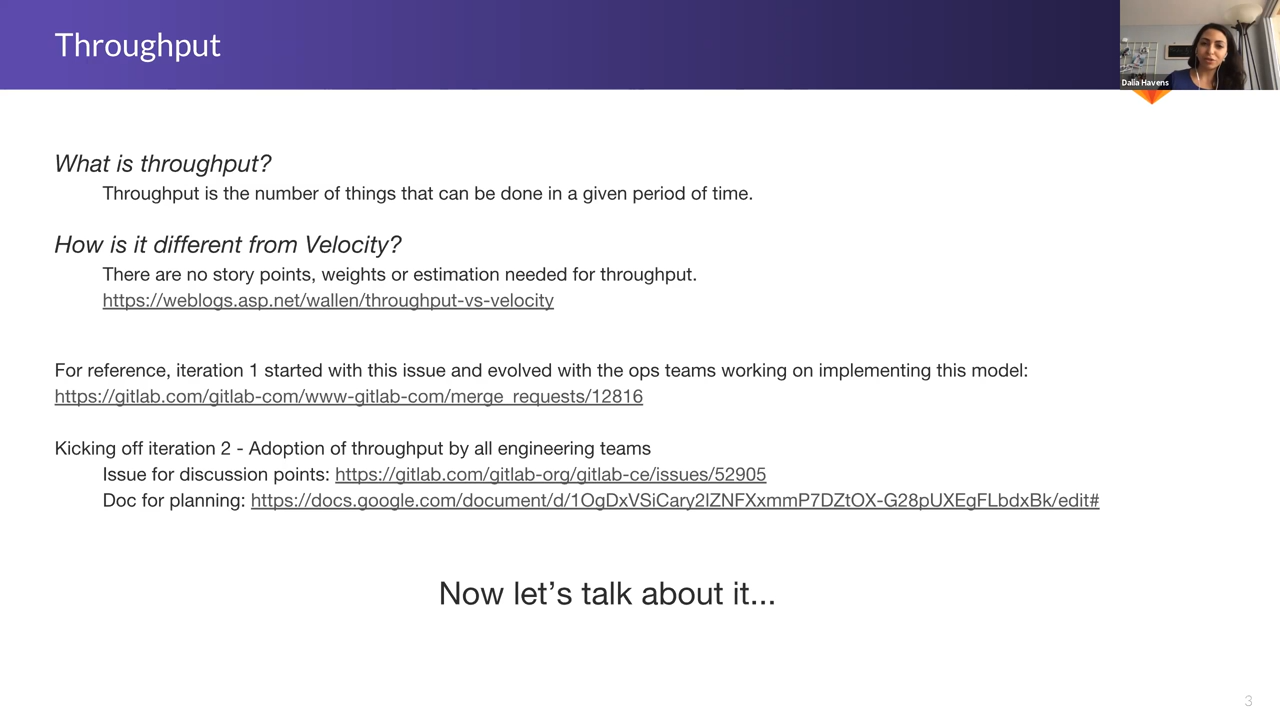 Throughput
Dalia Havens
What is throughput?
Throughput is the number of things that can be done in a given period of time.
How is it different from Velocity?
There are no story points, weights or estimation needed for throughput.
https://weblogs.asp.net/wallen/throughput-vs-velocity
For reference, iteration 1 started with this issue and evolved with the ops teams working on implementing this model:
https://gitlab.com/gitlab-com/www-gitlab-com/merge_requests/12816
Kicking off iteration 2 - Adoption of throughput by all engineering teams
Issue for discussion points: https://gitlab.com/gitlab-org/gitlab-ce/issues/52905
Doc for planning: https://docs.google.com/document/d/1OgDxVSiCary2lZNFXxmmP7DZtOX-G28pUXEgFLbdxBk/edit#
Now let's talk about it...
3